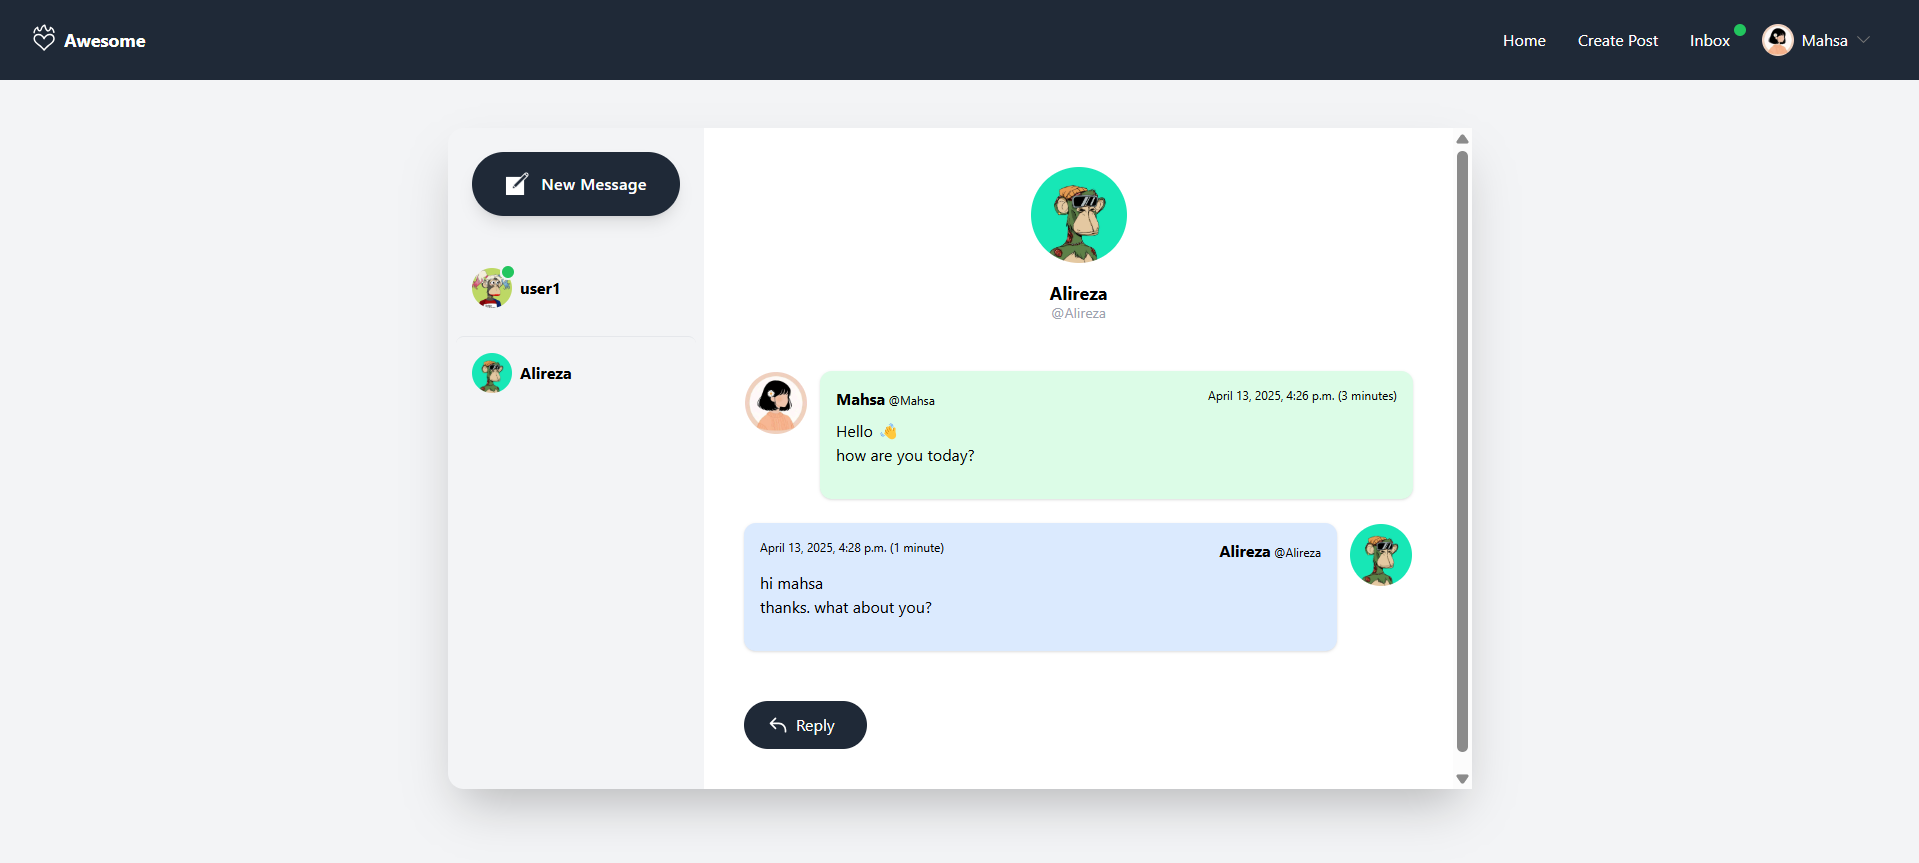 Awesome
Home
Create Post
Inbox
Mahsa
New Message
user1
Alireza
Alireza
@Alireza
Mahsa @Mahsa
April 13, 2025, 4:26 p.m. (3 minutes)
Hello 👋
how are you today?
April 13, 2025, 4:28 p.m. (1 minute)
Alireza @Alireza
hi mahsa
thanks. what about you?
Reply